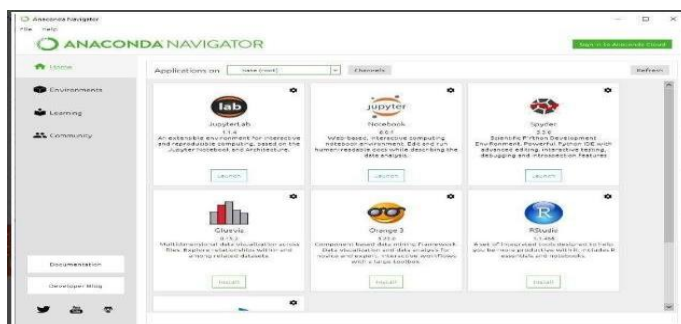 Anaconda Navigator
File Help
ANACONDA NAVIGATOR
Sign in to Anaconda Cloud
Home
Applications on base (root) Channels
Refresh
Environments
Learning
Community
lab
JupyterLab
An extensible environment for interactive
and reproducible computing, based on the
Jupyter Notebook and Architecture.
Launch
jupyter
Notebook
Web-based, interactive computing
notebook environment. Edit and run
human-readable docs while describing the
data analysis.
Launch
Spyder
Scientific PYthon Development
EnviRonment. Powerful Python IDE with
advanced editing, interactive testing,
debugging and introspection features
Launch
Glueviz
Multidimensional data visualization across
files. Explore relationships within and
among related datasets.
Install
Orange 3
Component based data mining framework.
Data visualization and data analysis for
novice and expert. Interactive workflows
with a large toolbox.
Install
R
RStudio
A set of integrated tools designed to help
you be more productive with R. Includes R
essentials and notebooks.
Install
Documentation
Developer Blog